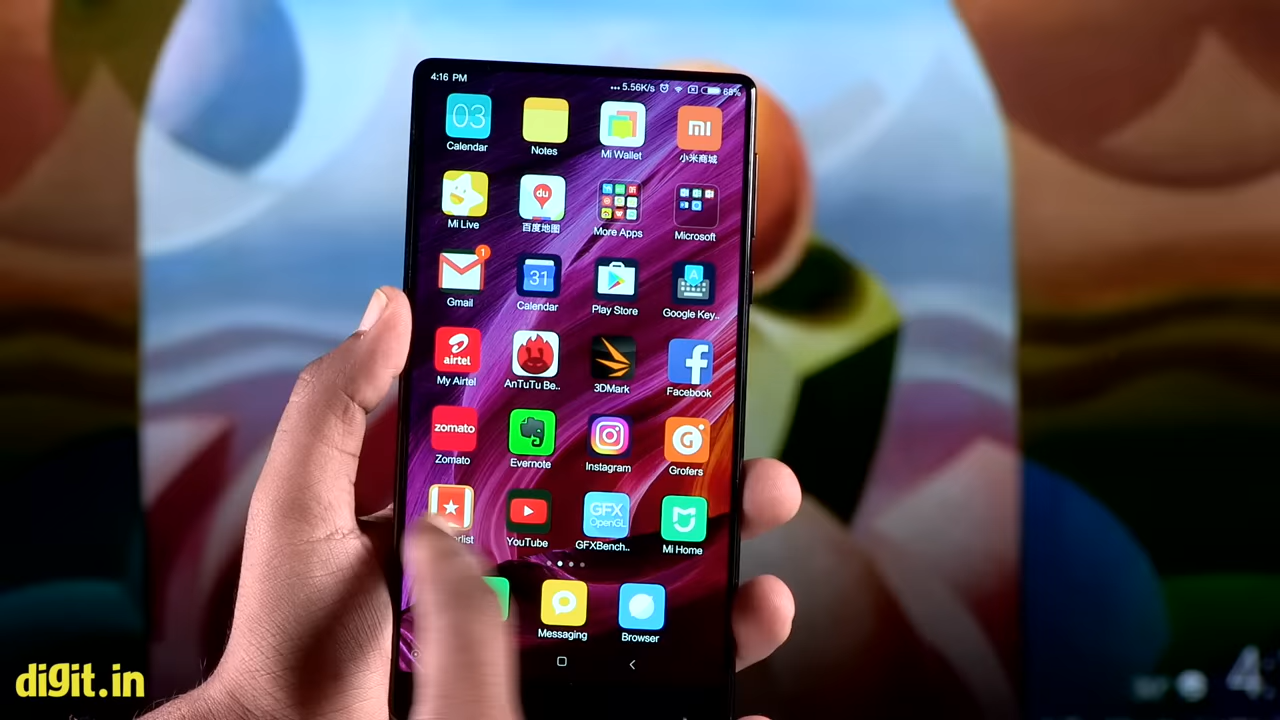 4:16 PM
...5.56K/s 68%
03
Calendar
Notes
Mi Wallet
mi
小米商城
Mi Live
du
百度地图
More Apps
Microsoft
1
Gmail
31
Calendar
Play Store
A
Google Key..
airtel
My Airtel
AnTuTu Be..
3DMark
f
Facebook
zomato
Zomato
Evernote
Instagram
G
Grofers
YouTube
GFX
OpenGL
GFXBench..
Mi Home
Messaging
Browser
digit.in